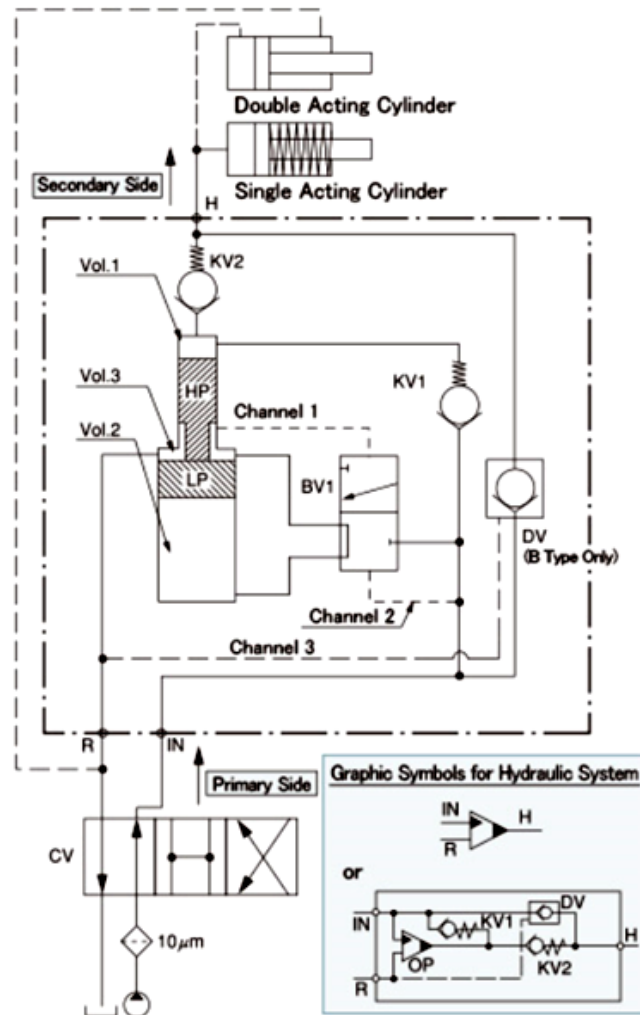 Double Acting Cylinder
Single Acting Cylinder
Secondary Side
H
KV2
Vol.1
Vol.3
Vol.2
HP
LP
Channel 1
KV1
BV1
DV
(B Type Only)
Channel 2
Channel 3
R
IN
Primary Side
CV
10μm
Graphic Symbols for Hydraulic System
IN
R
H
or
IN
DV
KV1
OP
KV2
H
R